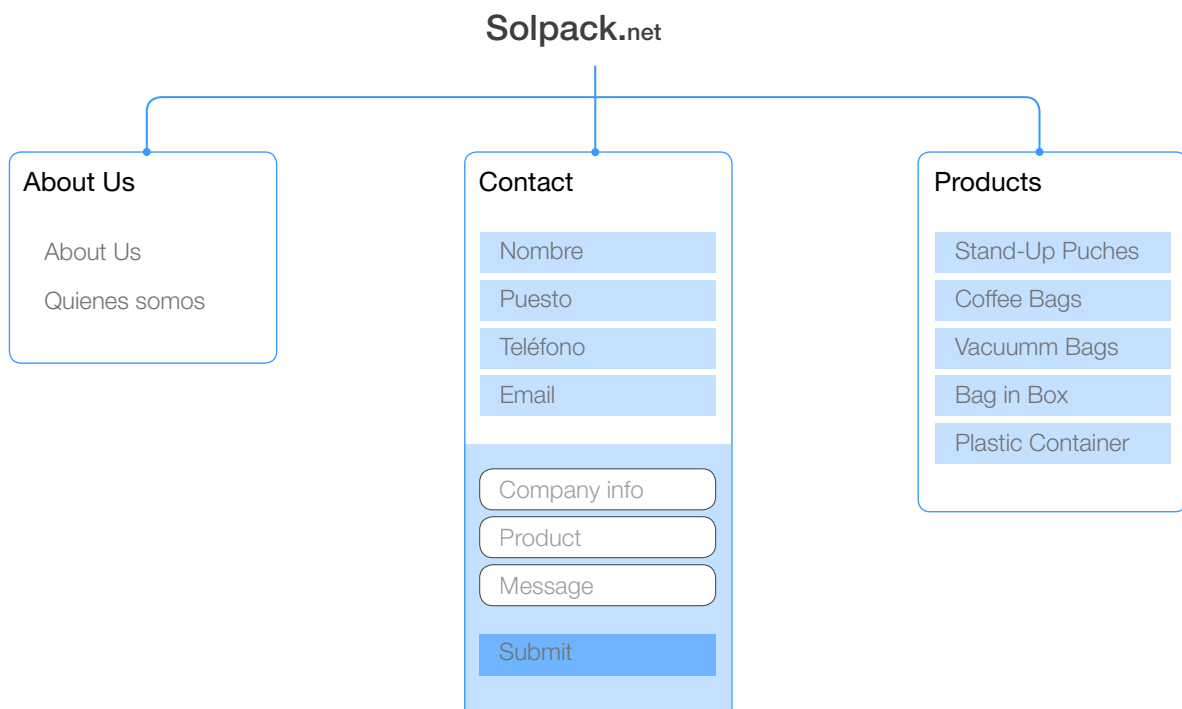 Solpack.net
About Us
About Us
Quienes somos
Contact
Nombre
Puesto
Teléfono
Email
Company info
Product
Message
Submit
Products
Stand-Up Puches
Coffee Bags
Vacuumm Bags
Bag in Box
Plastic Container